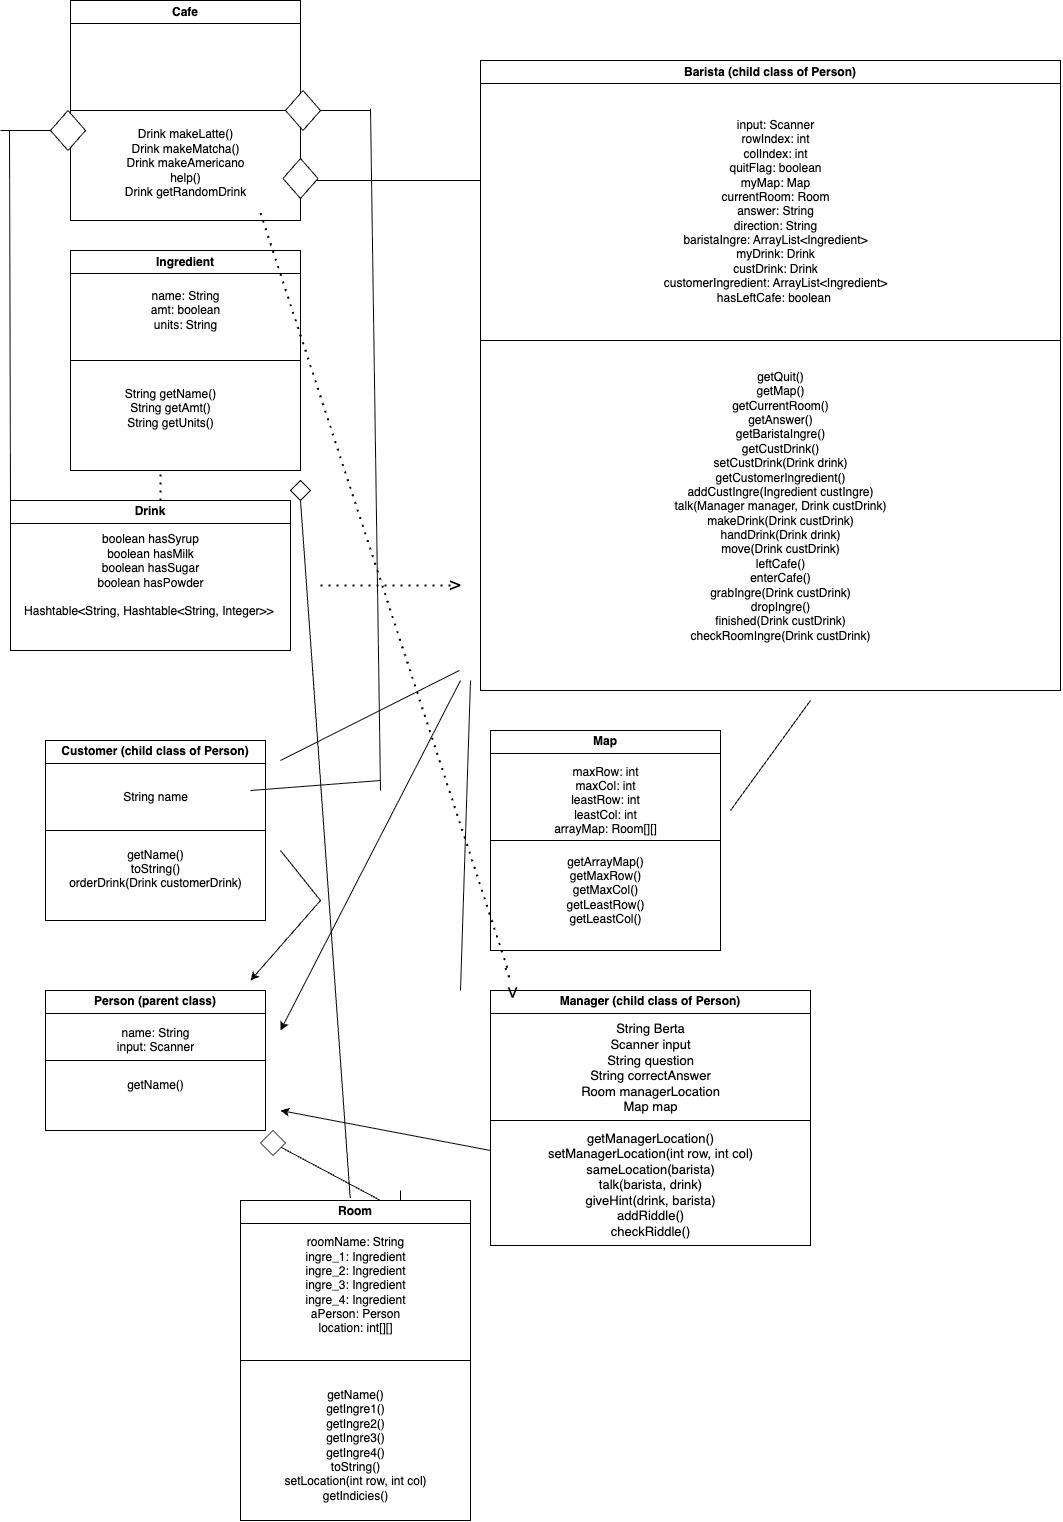 Cafe
Drink makeLatte()
Drink makeMatcha()
Drink makeAmericano
help()
Drink getRandomDrink
Barista (child class of Person)
input: Scanner
rowIndex: int
colIndex: int
quitFlag: boolean
myMap: Map
currentRoom: Room
answer: String
direction: String
baristaIngre: ArrayList<Ingredient>
myDrink: Drink
custDrink: Drink
customerIngredient: ArrayList<Ingredient>
hasLeftCafe: boolean
getQuit()
getMap()
getCurrentRoom()
getAnswer()
getBaristaIngre()
getCustDrink()
setCustDrink(Drink drink)
getCustomerIngredient()
addCustIngre(Ingredient custIngre)
talk(Manager manager, Drink custDrink)
makeDrink(Drink custDrink)
handDrink(Drink drink)
move(Drink custDrink)
leftCafe()
enterCafe()
grabIngre(Drink custDrink)
dropIngre()
finished(Drink custDrink)
checkRoomIngre(Drink custDrink)
Ingredient
name: String
amt: boolean
units: String
String getName()
String getAmt()
String getUnits()
Drink
boolean hasSyrup
boolean hasMilk
boolean hasSugar
boolean hasPowder
Hashtable<String, Hashtable<String, Integer>>
Customer (child class of Person)
String name
getName()
toString()
orderDrink(Drink customerDrink)
Map
maxRow: int
maxCol: int
leastRow: int
leastCol: int
arrayMap: Room[][]
getArrayMap()
getMaxRow()
getMaxCol()
getLeastRow()
getLeastCol()
Person (parent class)
name: String
input: Scanner
getName()
Manager (child class of Person)
String Berta
Scanner input
String question
String correctAnswer
Room managerLocation
Map map
getManagerLocation()
setManagerLocation(int row, int col)
sameLocation(barista)
talk(barista, drink)
giveHint(drink, barista)
addRiddle()
checkRiddle()
Room
roomName: String
ingre_1: Ingredient
ingre_2: Ingredient
ingre_3: Ingredient
ingre_4: Ingredient
aPerson: Person
location: int[][]
getName()
getIngre1()
getIngre2()
getIngre3()
getIngre4()
toString()
setLocation(int row, int col)
getIndicies()